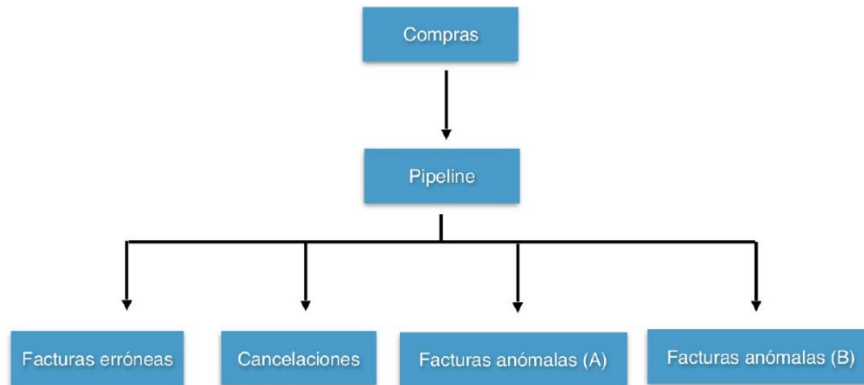 Compras
Pipeline
Facturas erróneas
Cancelaciones
Facturas anómalas (A)
Facturas anómalas (B)